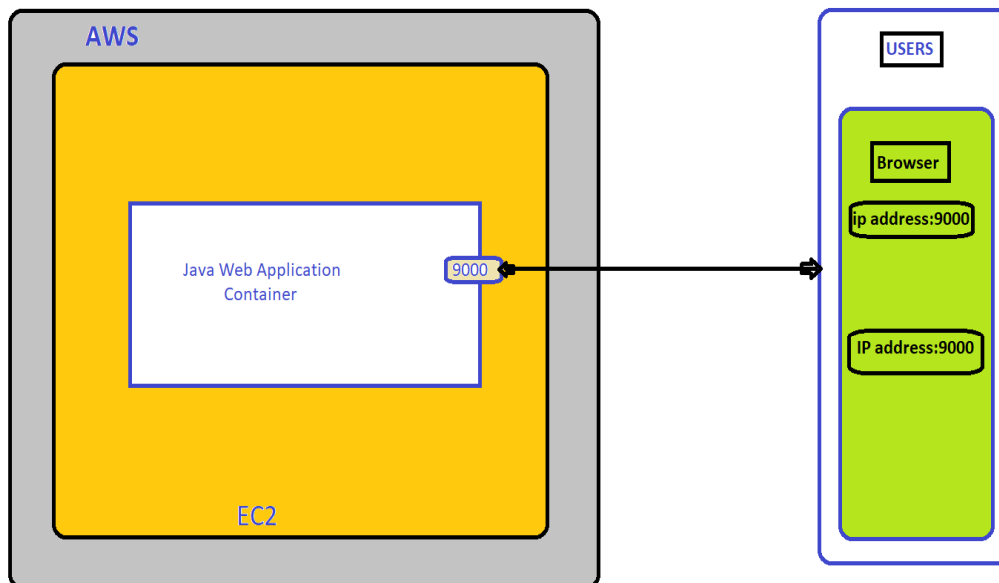 AWS
Java Web Application
Container
9000
EC2
USERS
Browser
ip address:9000
IP address:9000